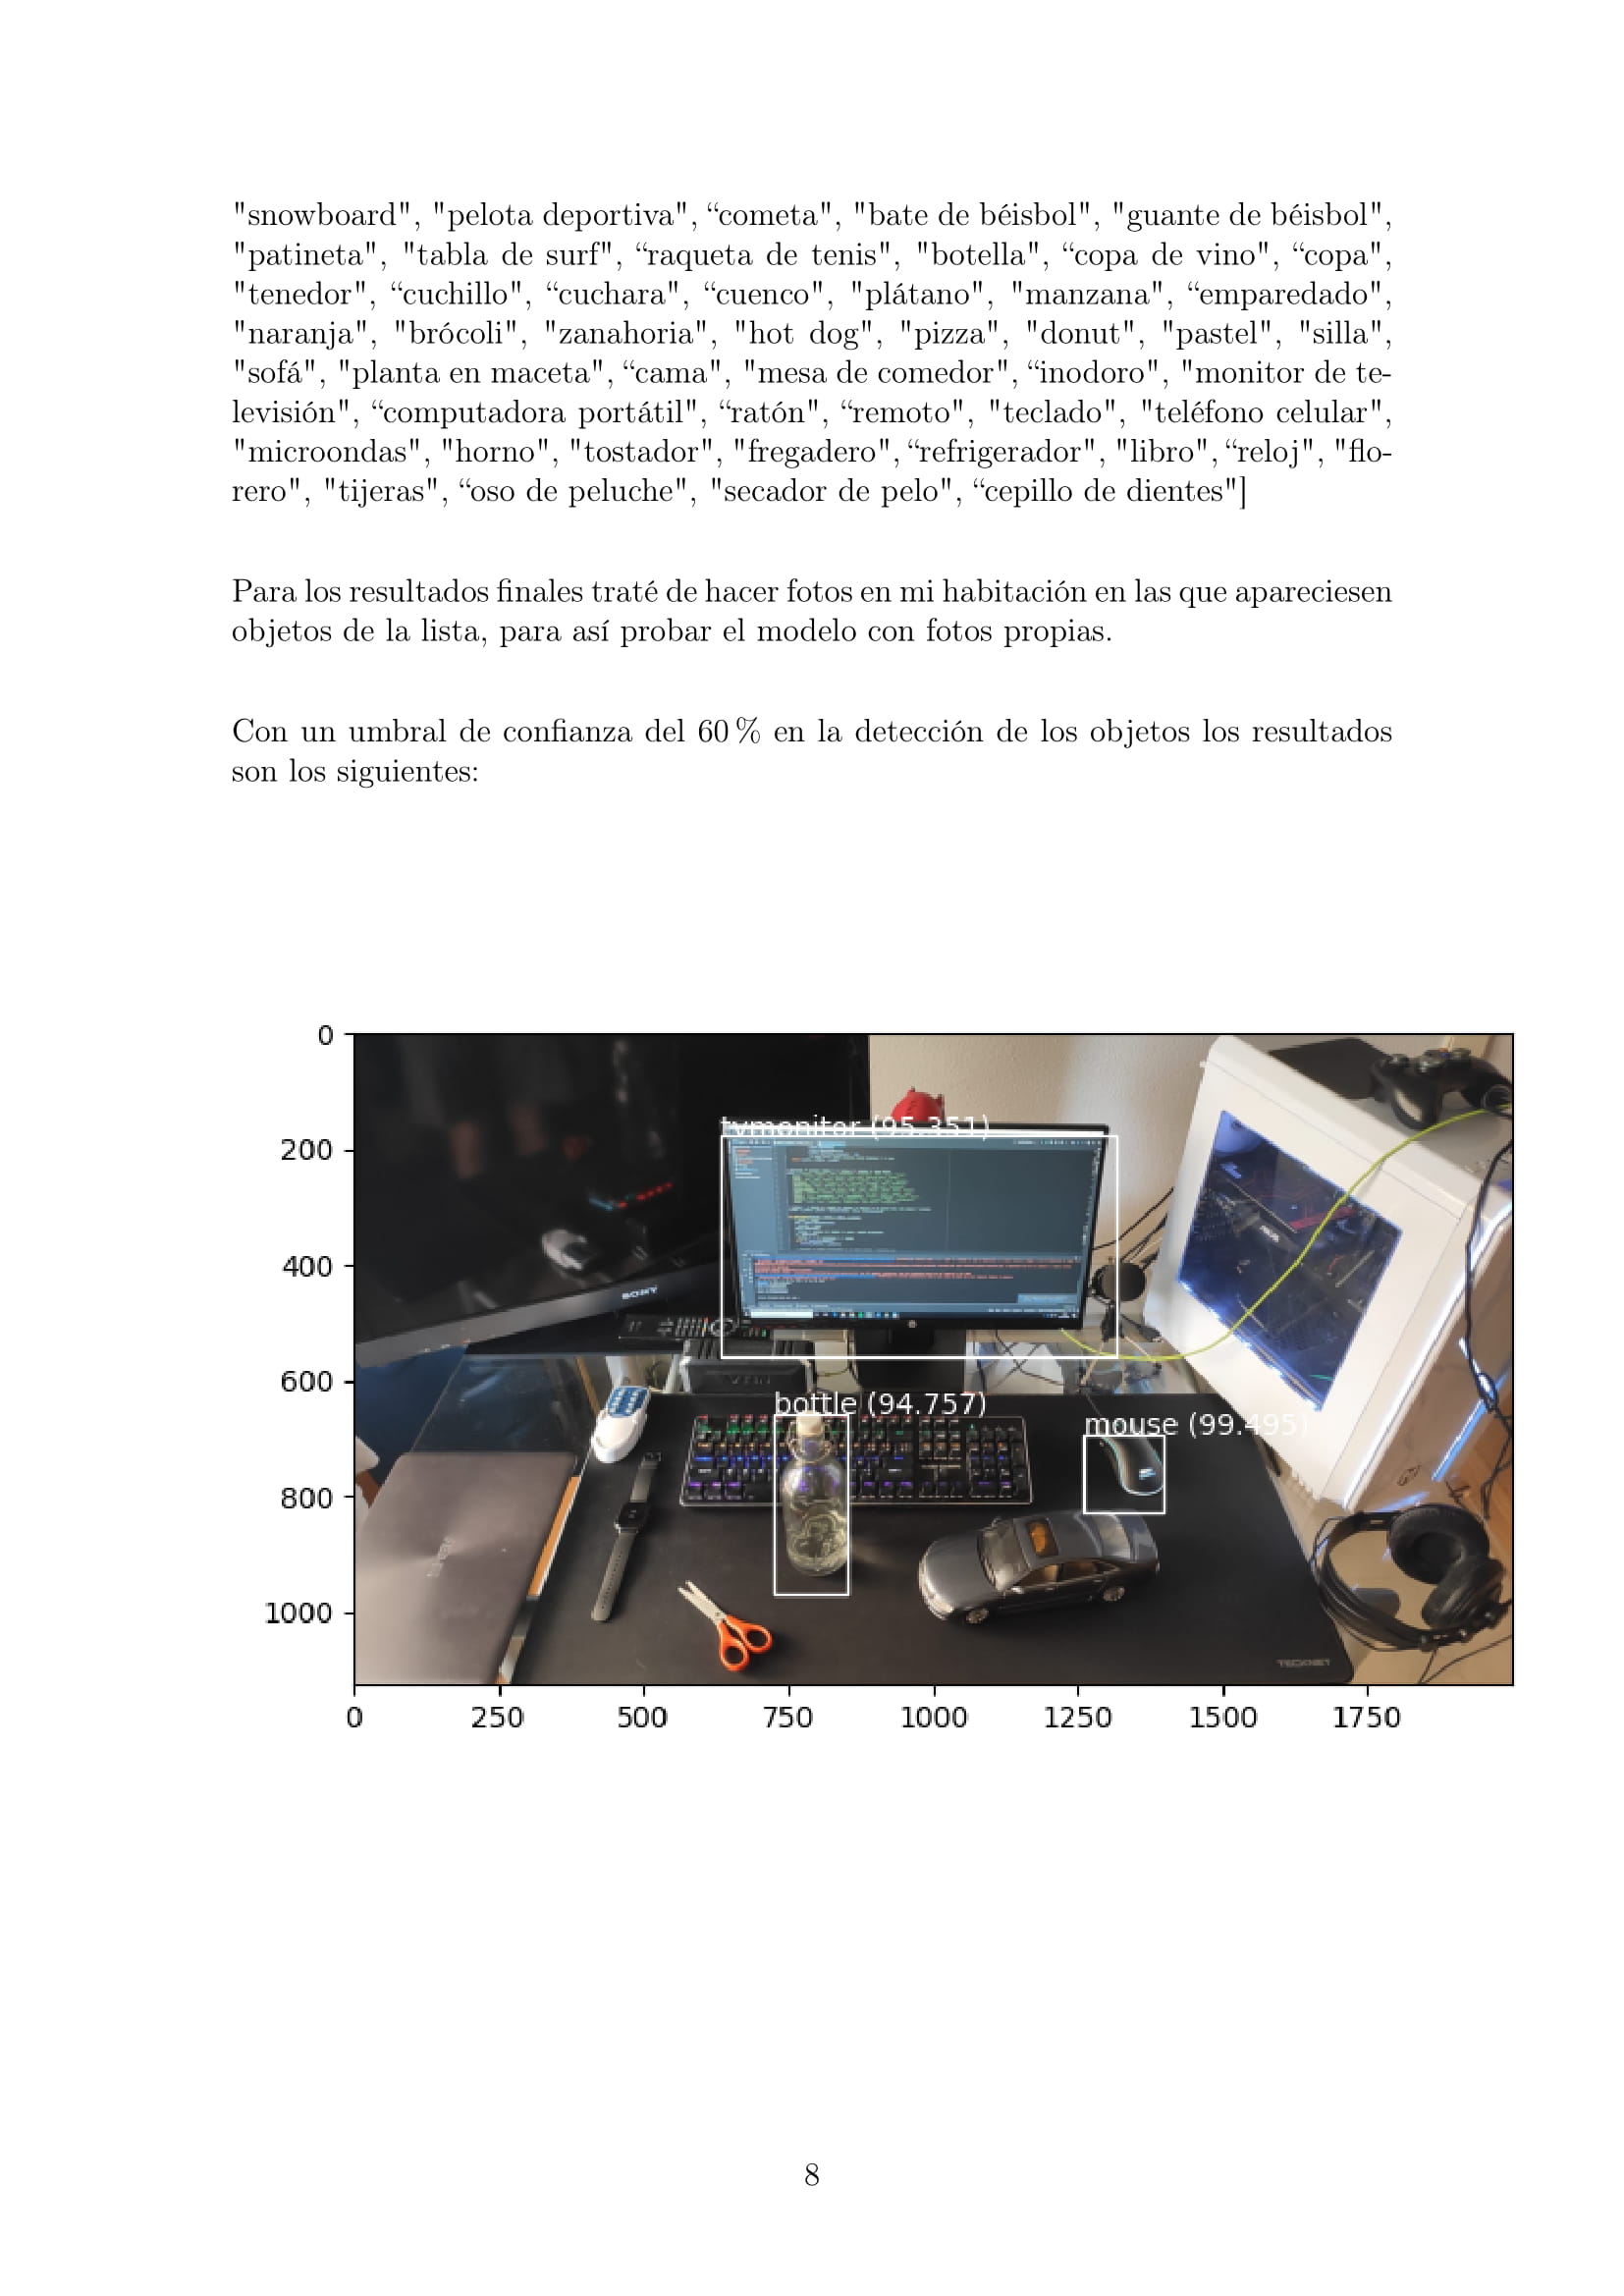 "snowboard", "pelota deportiva", “cometa", "bate de béisbol", "guante de béisbol",
"patineta", "tabla de surf", “raqueta de tenis", "botella", “copa de vino", “copa",
"tenedor", “cuchillo", “cuchara", “cuenco", "plátano", "manzana", “emparedado",
"naranja", "brócoli", "zanahoria", "hot dog", "pizza", "donut", "pastel", "silla",
"sofá", "planta en maceta", “cama", "mesa de comedor", “inodoro", "monitor de te-
levisión", “computadora portátil", “ratón", “remoto", "teclado", "teléfono celular",
"microondas", "horno", "tostador", "fregadero", “refrigerador", "libro", “reloj", "flo-
rero", "tijeras", “oso de peluche", "secador de pelo", “cepillo de dientes"]
Para los resultados finales traté de hacer fotos en mi habitación en las que apareciesen
objetos de la lista, para así probar el modelo con fotos propias.
Con un umbral de confianza del 60 % en la detección de los objetos los resultados
son los siguientes:
0
tvmonitor (95.351)
200
400
SONY
600
bottle (94.757)
mouse (99.495)
800
1000
TECKNET
0 250 500 750 1000 1250 1500 1750
8